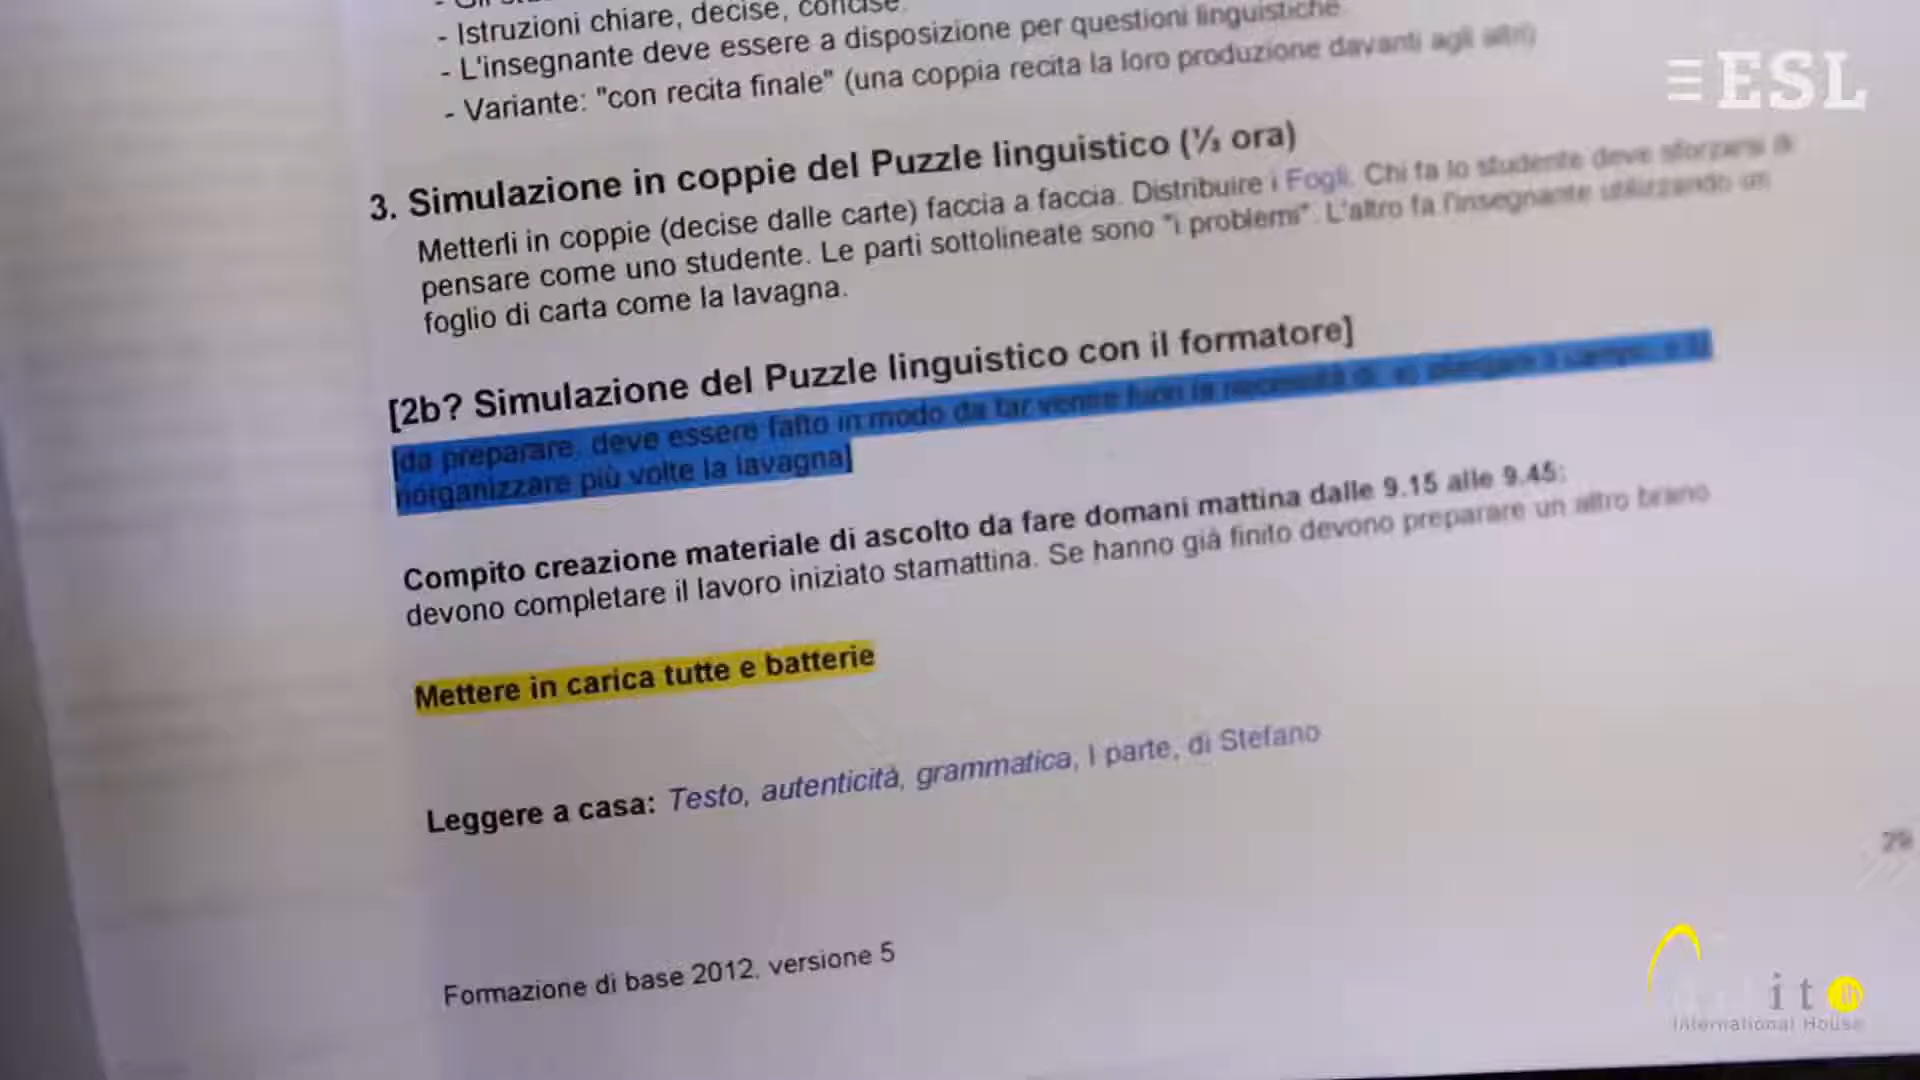 - Istruzioni chiare, decise, concise.
- L'insegnante deve essere a disposizione per questioni linguistiche.
- Variante: "con recita finale" (una coppia recita la loro produzione davanti agli altri)
ESL
3. Simulazione in coppie del Puzzle linguistico (⅓ ora)
Metterli in coppie (decise dalle carte) faccia a faccia. Distribuire i Fogli. Chi fa lo studente deve sforzarsi di
pensare come uno studente. Le parti sottolineate sono "i problemi". L'altro fa l'insegnante utilizzando un
foglio di carta come la lavagna.
[2b? Simulazione del Puzzle linguistico con il formatore]
[da preparare, deve essere fatto in modo da far venire fuori la necessità di: a) piegare il
riorganizzare più volte la lavagna]
Compito creazione materiale di ascolto da fare domani mattina dalle 9.15 alle 9.45:
devono completare il lavoro iniziato stamattina. Se hanno già finito devono preparare un altro brano
Mettere in carica tutte e batterie
Leggere a casa: Testo, autenticità, grammatica, I parte, di Stefano
29
Formazione di base 2012, versione 5
International House